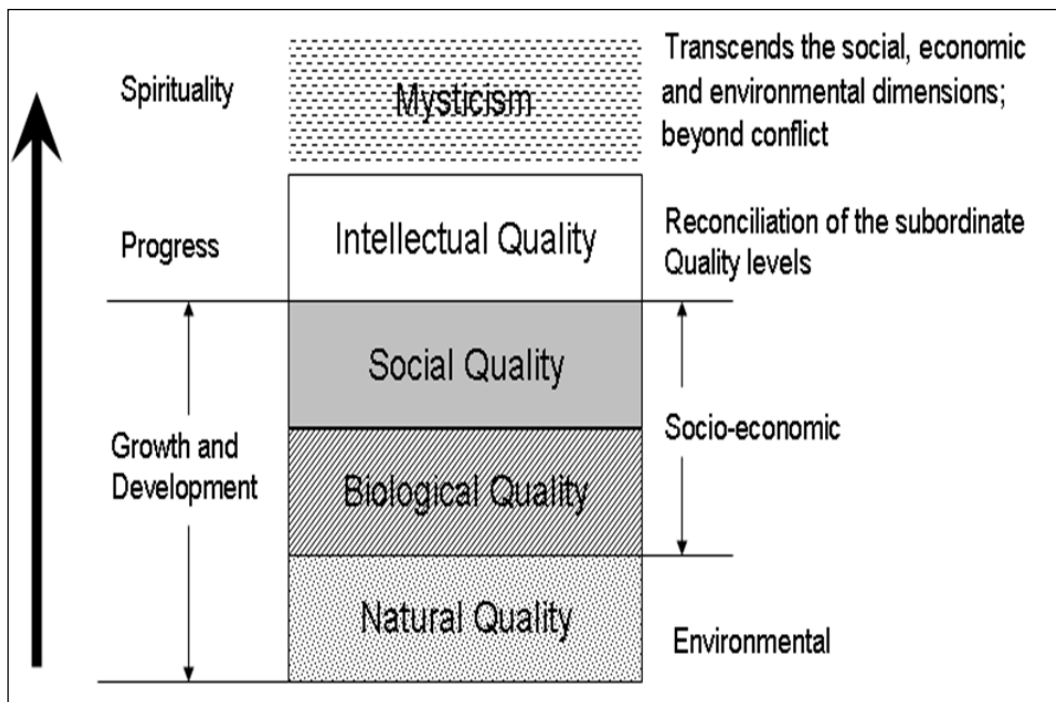 Spirituality
Mysticism
Transcends the social, economic
and environmental dimensions;
beyond conflict
Progress
Intellectual Quality
Reconciliation of the subordinate
Quality levels
Social Quality
Growth and
Development
Socio-economic
Biological Quality
Natural Quality
Environmental